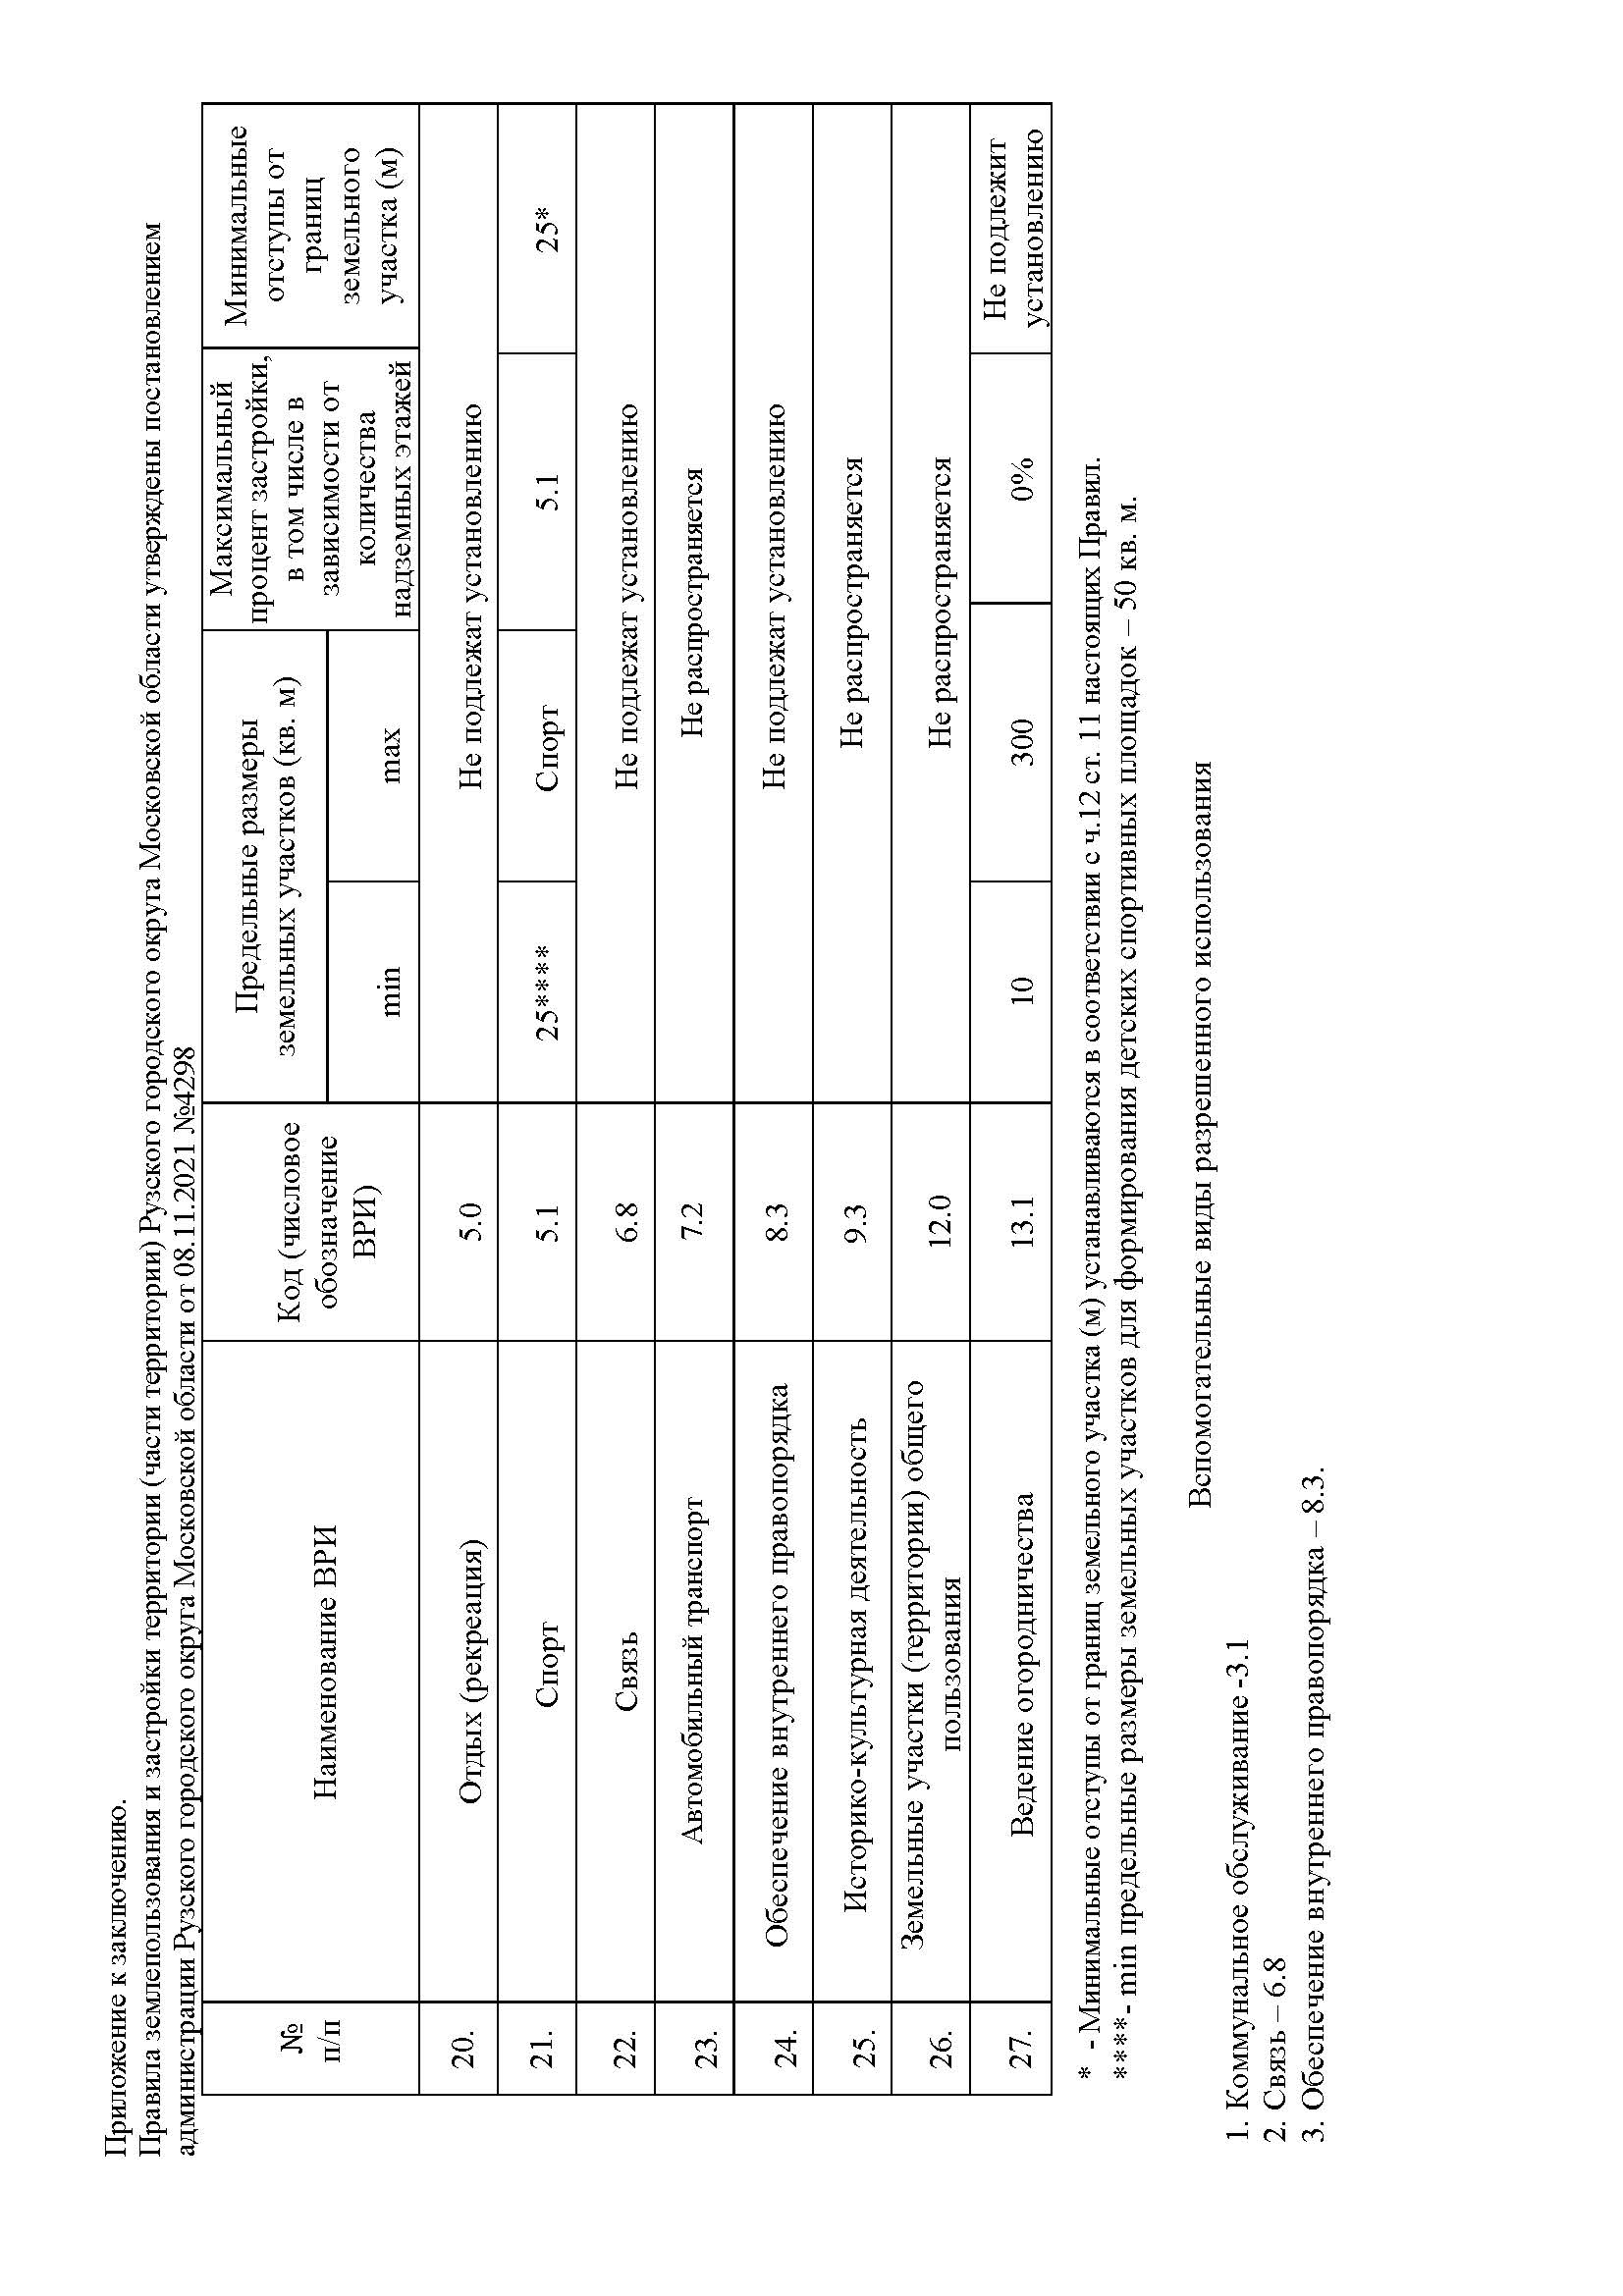 Приложение к заключению.
Правила землепользования и застройки территории (части территории) Рузского городского округа Московской области утверждены постановлением
администрации Рузского городского округа Московской области от 08.11.2021 №4298
№
п/п
Наименование ВРИ
Код (числовое
обозначение
ВРИ)
Предельные размеры
земельных участков (кв. м)
min
max
Максимальный
процент застройки,
в том числе в
зависимости от
количества
надземных этажей
Минимальные
отступы от
границ
земельного
участка (м)
20. Отдых (рекреация) 5.0 Не подлежат установлению
21. Спорт 5.1 25**** Спорт 5.1 25*
22. Связь 6.8 Не подлежат установлению
23. Автомобильный транспорт 7.2 Не распространяется
24. Обеспечение внутреннего правопорядка 8.3 Не подлежат установлению
25. Историко-культурная деятельность 9.3 Не распространяется
26. Земельные участки (территории) общего
пользования 12.0 Не распространяется
27. Ведение огородничества 13.1 10 300 0% Не подлежит
установлению
* - Минимальные отступы от границ земельного участка (м) устанавливаются в соответствии с ч.12 ст. 11 настоящих Правил.
****- min предельные размеры земельных участков для формирования детских спортивных площадок – 50 кв. м.
Вспомогательные виды разрешенного использования
1. Коммунальное обслуживание -3.1
2. Связь – 6.8
3. Обеспечение внутреннего правопорядка – 8.3.